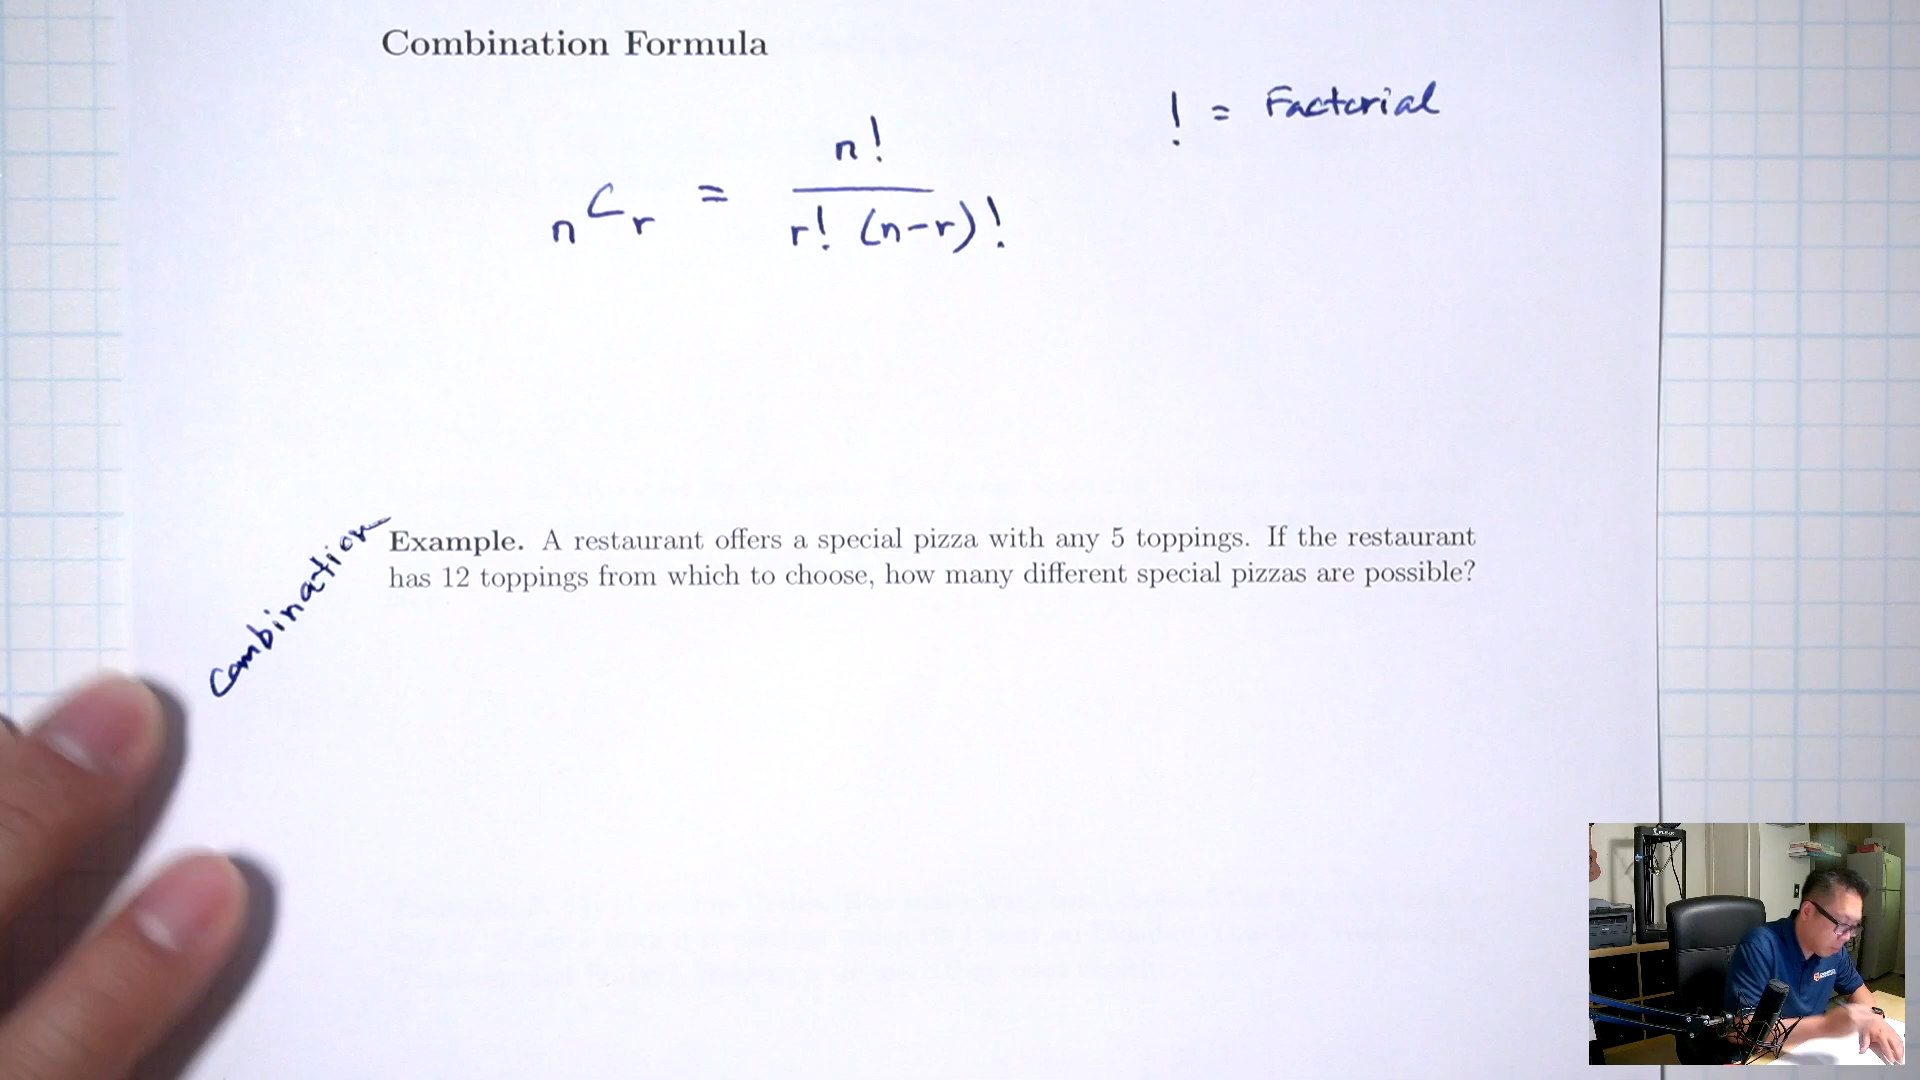 Combination Formula
! = Factorial
nCr = n! / r! (n-r)!
Combination
Example. A restaurant offers a special pizza with any 5 toppings. If the restaurant
has 12 toppings from which to choose, how many different special pizzas are possible?